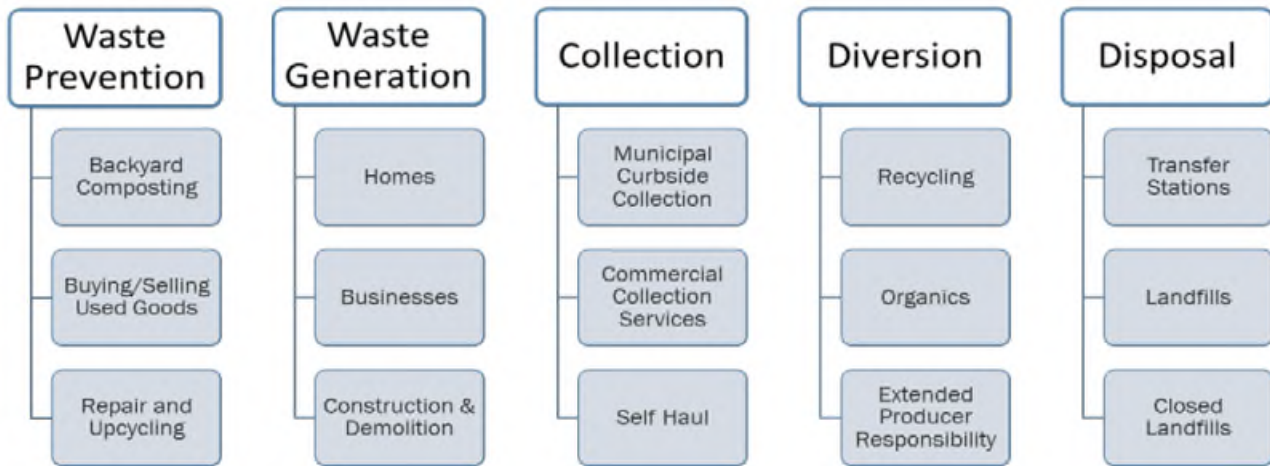 Waste
Prevention
Backyard
Composting
Buying/Selling
Used Goods
Repair and
Upcycling
Waste
Generation
Homes
Businesses
Construction &
Demolition
Collection
Municipal
Curbside
Collection
Commercial
Collection
Services
Self Haul
Diversion
Recycling
Organics
Extended
Producer
Responsibility
Disposal
Transfer
Stations
Landfills
Closed
Landfills